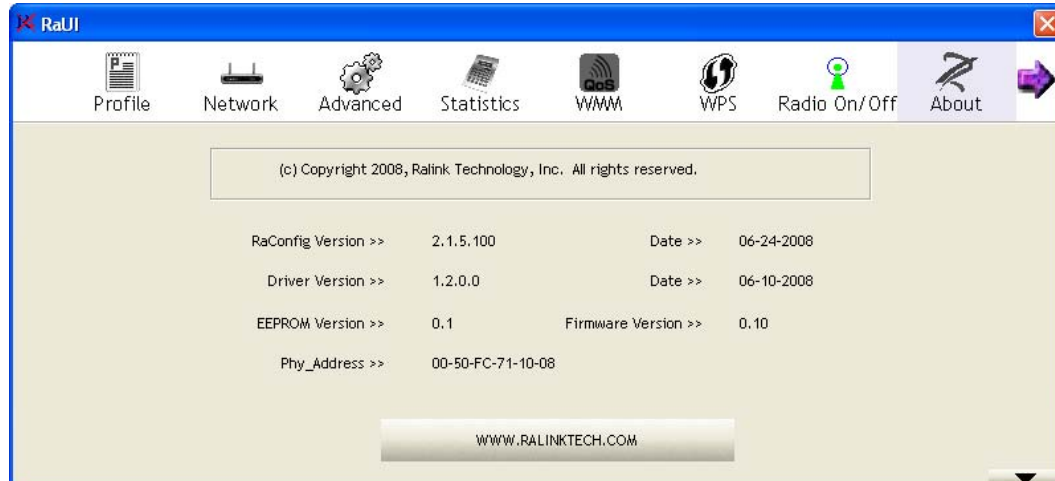 RaUI
Profile Network Advanced Statistics QoS WMM WPS Radio On/Off About
(c) Copyright 2008, Ralink Technology, Inc. All rights reserved.
RaConfig Version >> 2.1.5.100 Date >> 06-24-2008
Driver Version >> 1.2.0.0 Date >> 06-10-2008
EEPROM Version >> 0.1 Firmware Version >> 0.10
Phy_Address >> 00-50-FC-71-10-08
WWW.RALINKTECH.COM